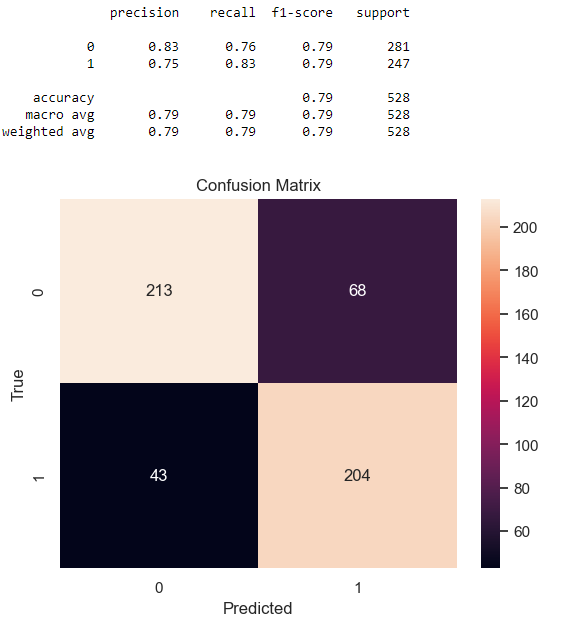 precision recall f1-score support
0 0.83 0.76 0.79 281
1 0.75 0.83 0.79 247
accuracy 0.79 528
macro avg 0.79 0.79 0.79 528
weighted avg 0.79 0.79 0.79 528
Confusion Matrix
True
0
1
213 68
43 204
0 1
Predicted
200
180
160
140
120
100
80
60